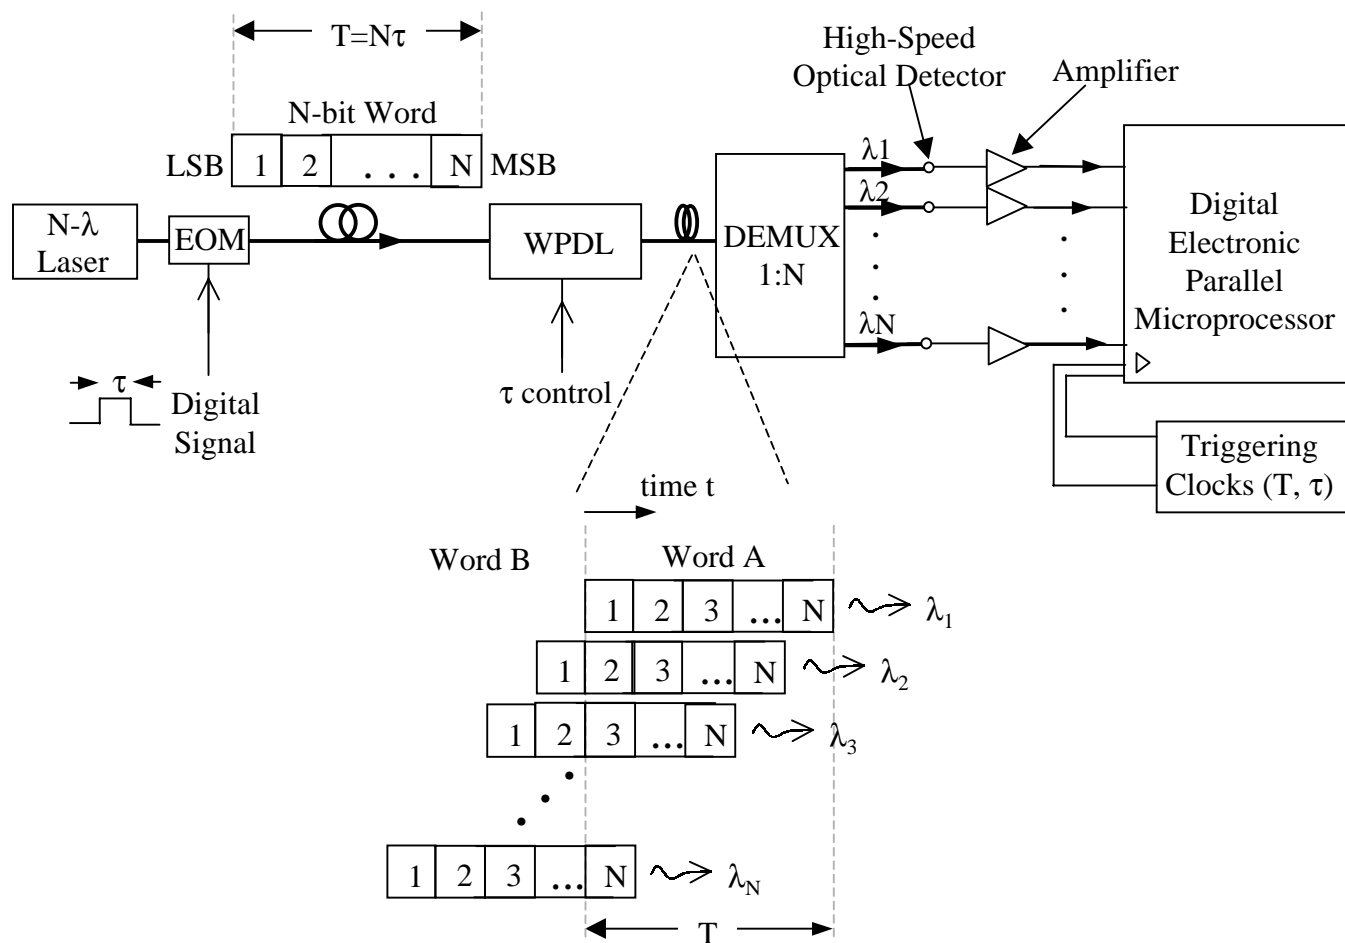 T=Nτ
High-Speed
Optical Detector
Amplifier
N-bit Word
LSB 1 2 . . . N MSB
N-λ
Laser
EOM
WPDL
DEMUX
1:N
λ1
λ2
λN
Digital
Electronic
Parallel
Microprocessor
τ
Digital
Signal
τ control
Triggering
Clocks (T, τ)
time t
Word B
Word A
1 2 3 ... N λ₁
1 2 3 ... N λ₂
1 2 3 ... N λ₃
1 2 3 ... N λ_N
T